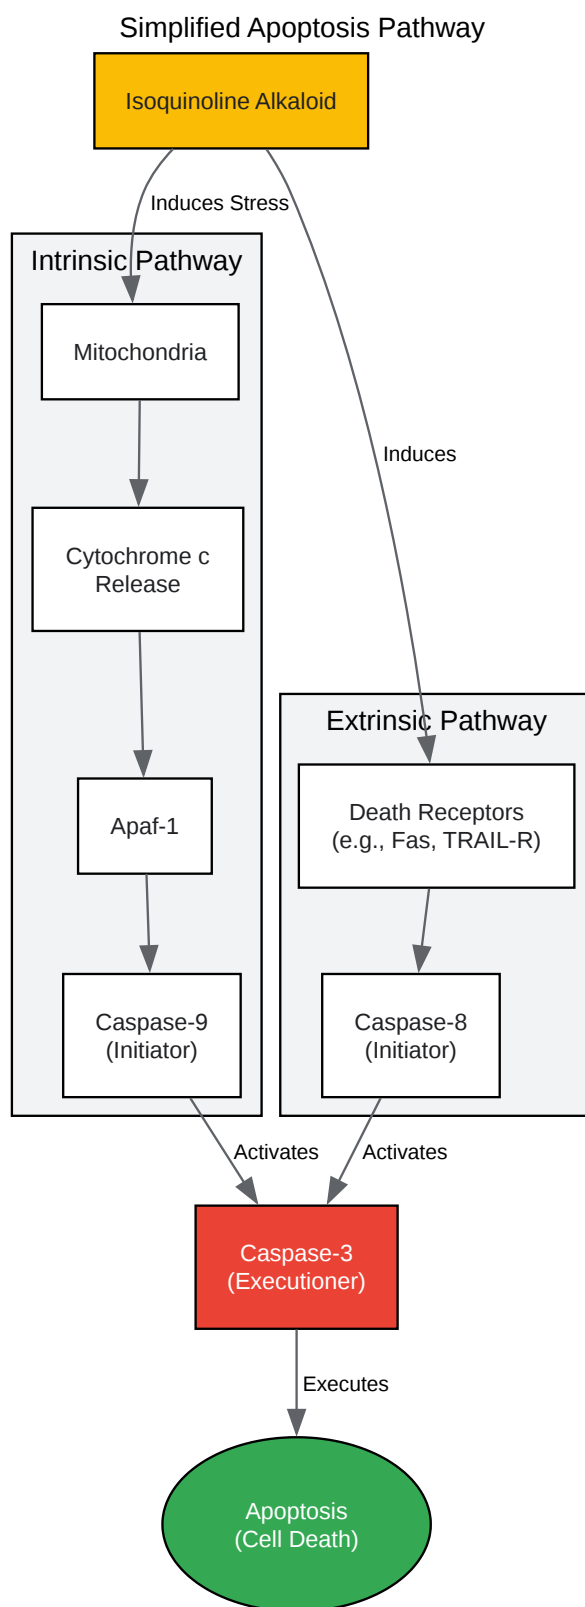 Simplified Apoptosis Pathway
Isoquinoline Alkaloid
Induces Stress
Intrinsic Pathway
Mitochondria
Induces
Cytochrome c
Release
Extrinsic Pathway
Death Receptors
(e.g., Fas, TRAIL-R)
Apaf-1
Caspase-9
(Initiator)
Caspase-8
(Initiator)
Activates
Activates
Caspase-3
(Executioner)
Executes
Apoptosis
(Cell Death)